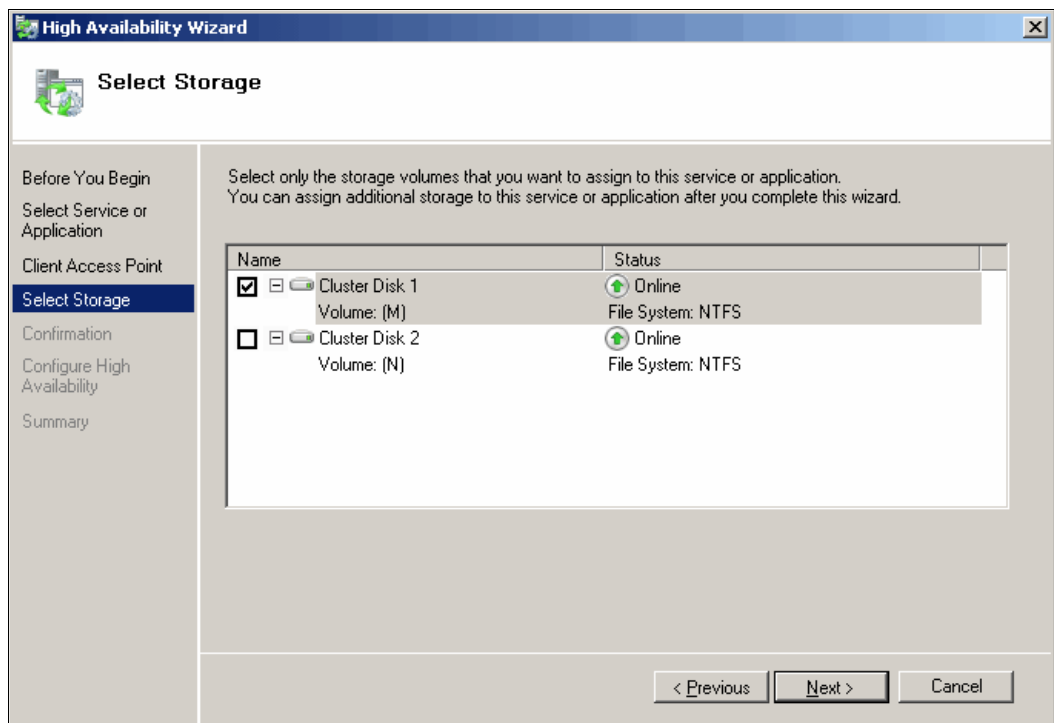 High Availability Wizard
Select Storage
Before You Begin
Select Service or
Application
Client Access Point
Select Storage
Confirmation
Configure High
Availability
Summary
Select only the storage volumes that you want to assign to this service or application.
You can assign additional storage to this service or application after you complete this wizard.
Name Status
Cluster Disk 1 Online
Volume: (M) File System: NTFS
Cluster Disk 2 Online
Volume: (N) File System: NTFS
< Previous Next > Cancel